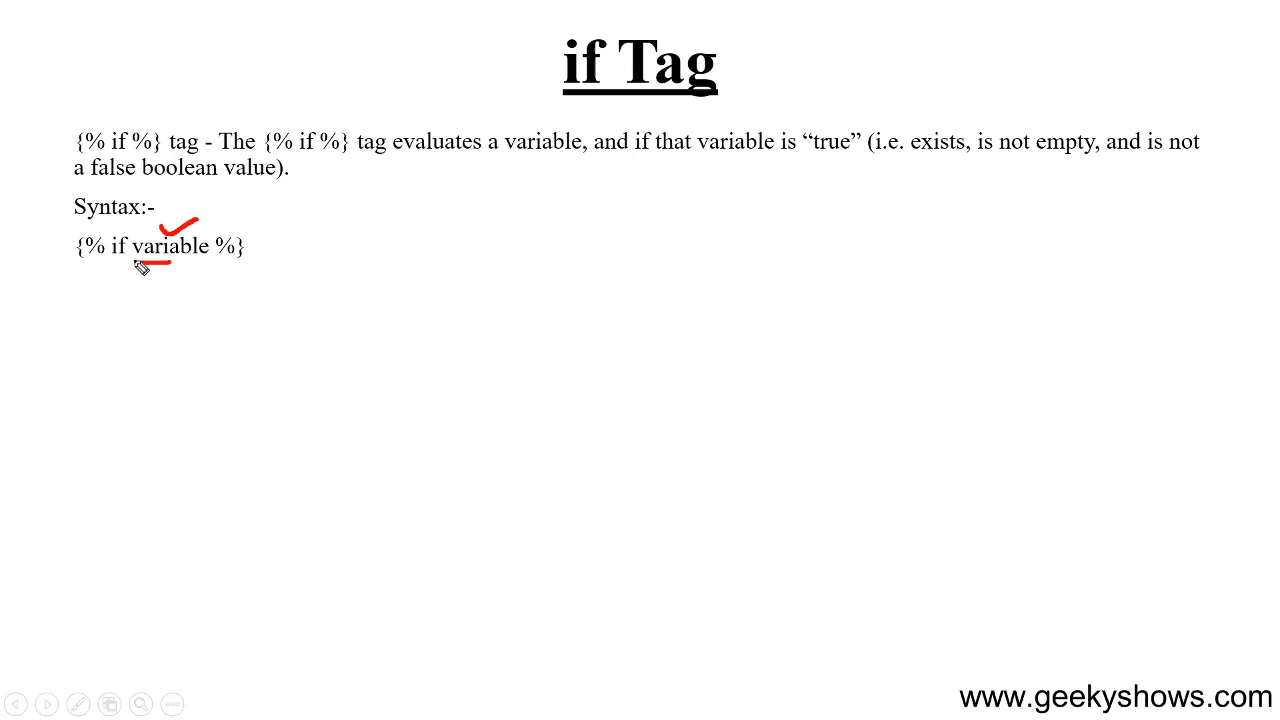 if Tag
{% if %} tag - The {% if %} tag evaluates a variable, and if that variable is “true” (i.e. exists, is not empty, and is not
a false boolean value).
Syntax:-
{% if variable %}
www.geekyshows.com